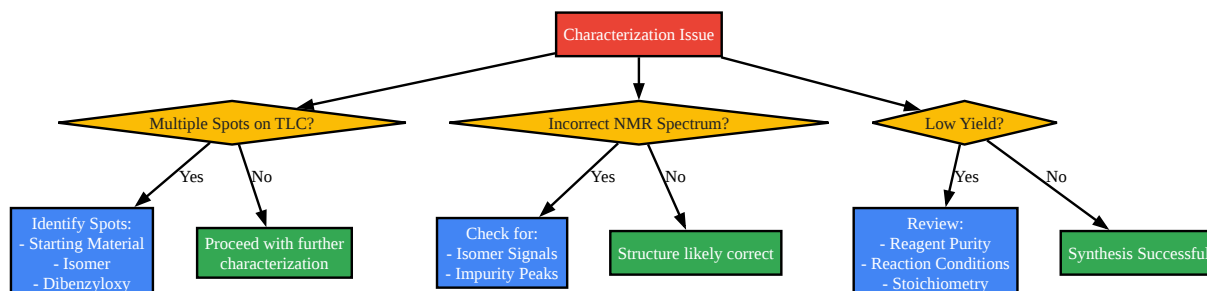 Characterization Issue
Multiple Spots on TLC?
Incorrect NMR Spectrum?
Low Yield?
Yes
No
Yes
No
Yes
No
Identify Spots:
- Starting Material
- Isomer
- Dibenzyloxy
Proceed with further
characterization
Check for:
- Isomer Signals
- Impurity Peaks
Structure likely correct
Review:
- Reagent Purity
- Reaction Conditions
- Stoichiometry
Synthesis Successful